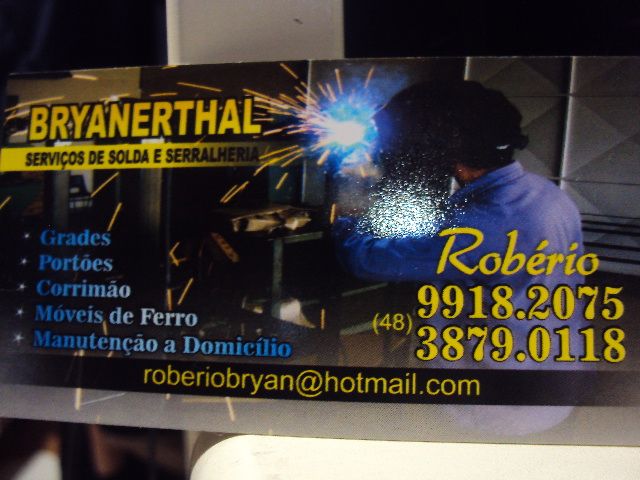 BRYANERTHAL
SERVIÇOS DE SOLDA E SERRALHERIA
* Grades
* Portões
* Corrimão
* Móveis de Ferro
* Manutenção a Domicílio
Robério
(48) 9918.2075
3879.0118
roberiobryan@hotmail.com